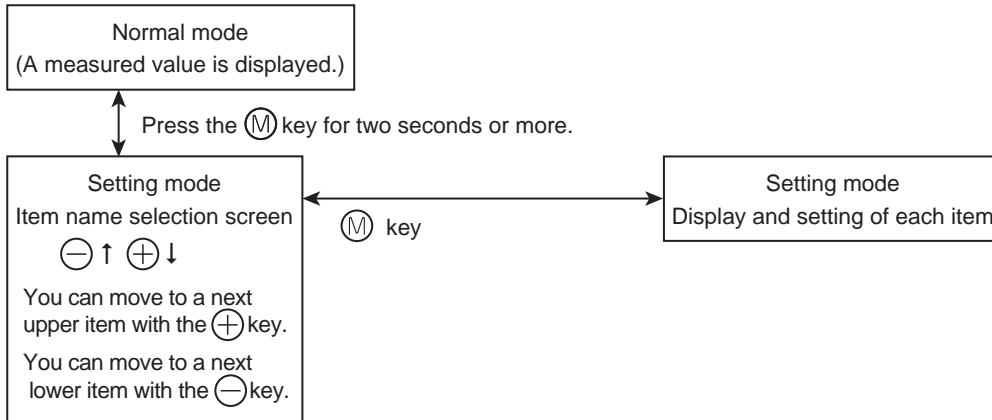 Normal mode
(A measured value is displayed.)
Press the Ⓜ key for two seconds or more.
Setting mode
Item name selection screen
⊖ ↑ ⊕ ↓
You can move to a next
upper item with the ⊕ key.
You can move to a next
lower item with the ⊖ key.
Ⓜ key
Setting mode
Display and setting of each item